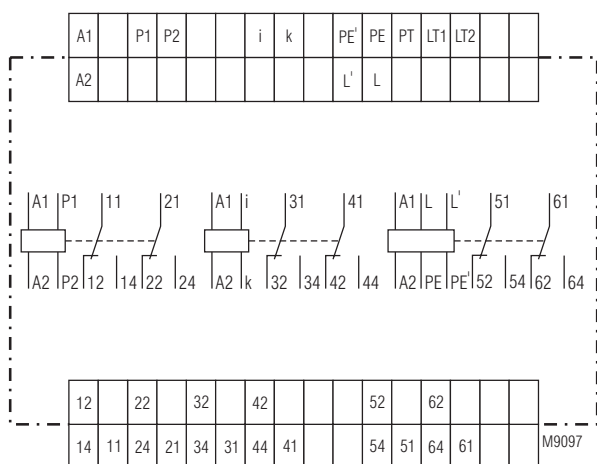 A1 P1 P2 i k PE' PE PT LT1 LT2
A2 L' L
A1 P1 11 21 A1 i 31 41 A1 L L' 51 61
A2 P2 12 14 22 24 A2 k 32 34 42 44 A2 PE PE' 52 54 62 64
12 22 32 42 52 62
14 11 24 21 34 31 44 41 54 51 64 61
M9097